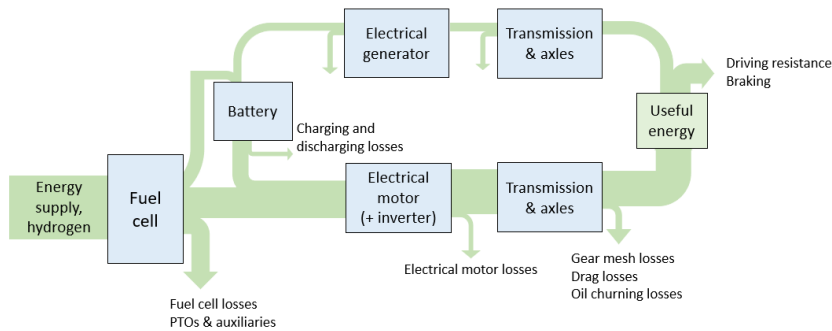 Electrical
generator
Transmission
& axles
Driving resistance
Braking
Battery
Useful
energy
Charging and
discharging losses
Energy
supply,
hydrogen
Fuel
cell
Electrical
motor
(+ inverter)
Transmission
& axles
Electrical motor losses
Gear mesh losses
Drag losses
Oil churning losses
Fuel cell losses
PTOs & auxiliaries